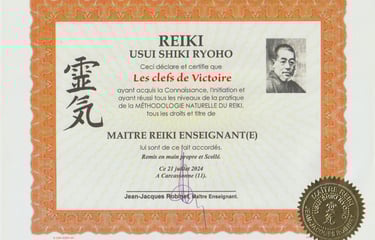 REIKI
USUI SHIKI RYOHO
Ceci déclare et certifie que
Les clefs de Victoire
ayant acquis la Connaissance, l'initiation et
ayant réussi tous les niveaux de la pratique
de la MÉTHODOLOGIE NATURELLE DU REIKI,
tous les droits et titre de
MAITRE REIKI ENSEIGNANT(E)
lui sont de ce fait accordés.
Remis en main propre et Scellé.
Ce 21 juillet 2024
A Carcassonne (11).
Jean-Jacques Robinet, Maître Enseignant.
靈
気
MAITRE REIKI